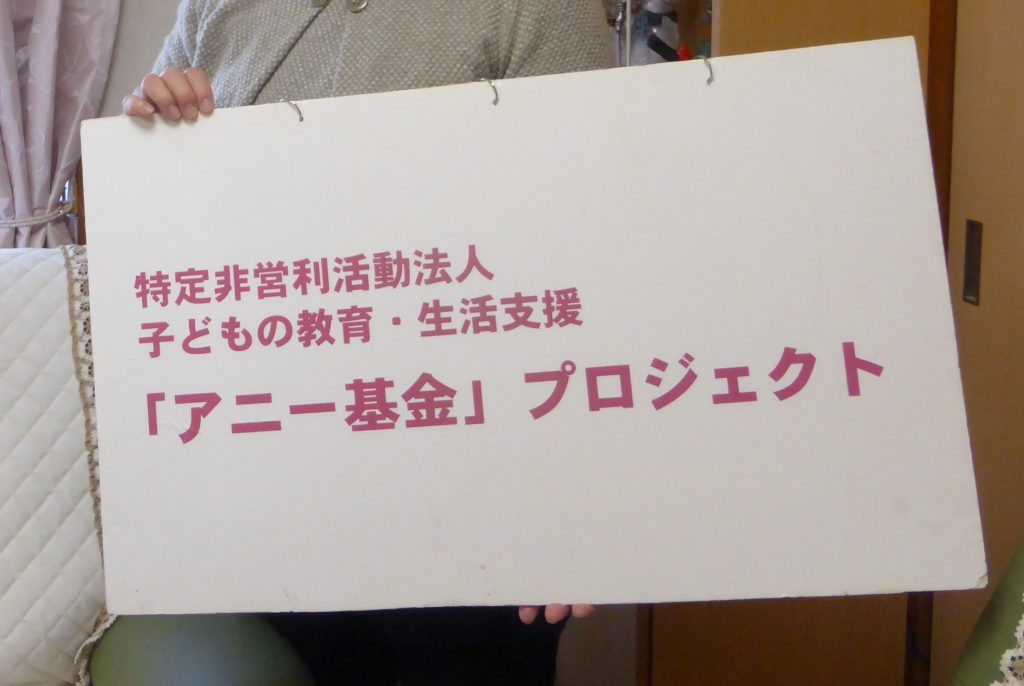 特定非営利活動法人
子どもの教育・生活支援
「アニー基金」プロジェクト